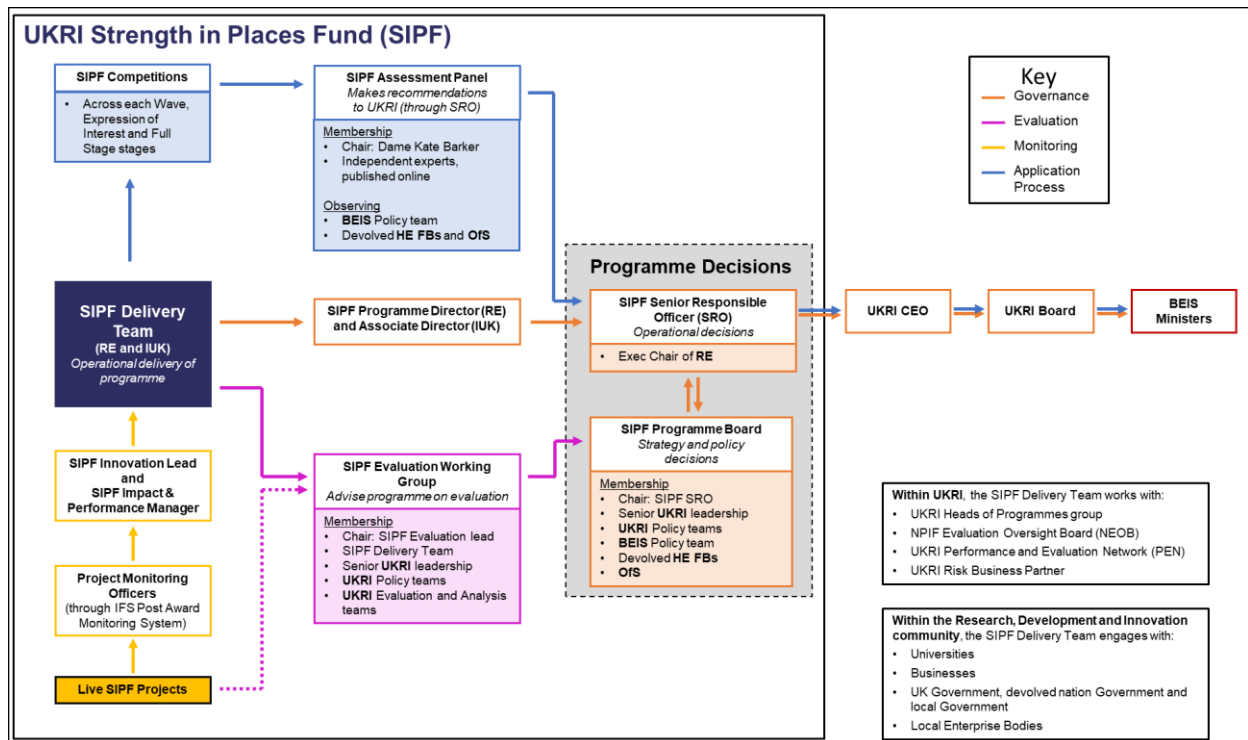 UKRI Strength in Places Fund (SIPF)
SIPF Competitions
• Across each Wave,
Expression of
Interest and Full
Stage stages
SIPF Assessment Panel
Makes recommendations
to UKRI (through SRO)
Membership
• Chair: Dame Kate Barker
• Independent experts,
published online
Observing
• BEIS Policy team
• Devolved HE FBs and OfS
Key
Governance
Evaluation
Monitoring
Application
Process
SIPF Delivery
Team
(RE and IUK)
Operational delivery of
programme
SIPF Programme Director (RE)
and Associate Director (IUK)
Programme Decisions
SIPF Senior Responsible
Officer (SRO)
Operational decisions
• Exec Chair of RE
UKRI CEO
UKRI Board
BEIS
Ministers
SIPF Programme Board
Strategy and policy
decisions
Membership
• Chair: SIPF SRO
• Senior UKRI leadership
• UKRI Policy teams
• BEIS Policy team
• Devolved HE FBs
• OfS
SIPF Innovation Lead
and
SIPF Impact &
Performance Manager
SIPF Evaluation Working
Group
Advise programme on evaluation
Membership
• Chair: SIPF Evaluation lead
• SIPF Delivery Team
• Senior UKRI leadership
• UKRI Policy teams
• UKRI Evaluation and Analysis
teams
Project Monitoring
Officers
(through IFS Post Award
Monitoring System)
Live SIPF Projects
Within UKRI, the SIPF Delivery Team works with:
• UKRI Heads of Programmes group
• NPIF Evaluation Oversight Board (NEOB)
• UKRI Performance and Evaluation Network (PEN)
• UKRI Risk Business Partner
Within the Research, Development and Innovation
community, the SIPF Delivery Team engages with:
• Universities
• Businesses
• UK Government, devolved nation Government and
local Government
• Local Enterprise Bodies